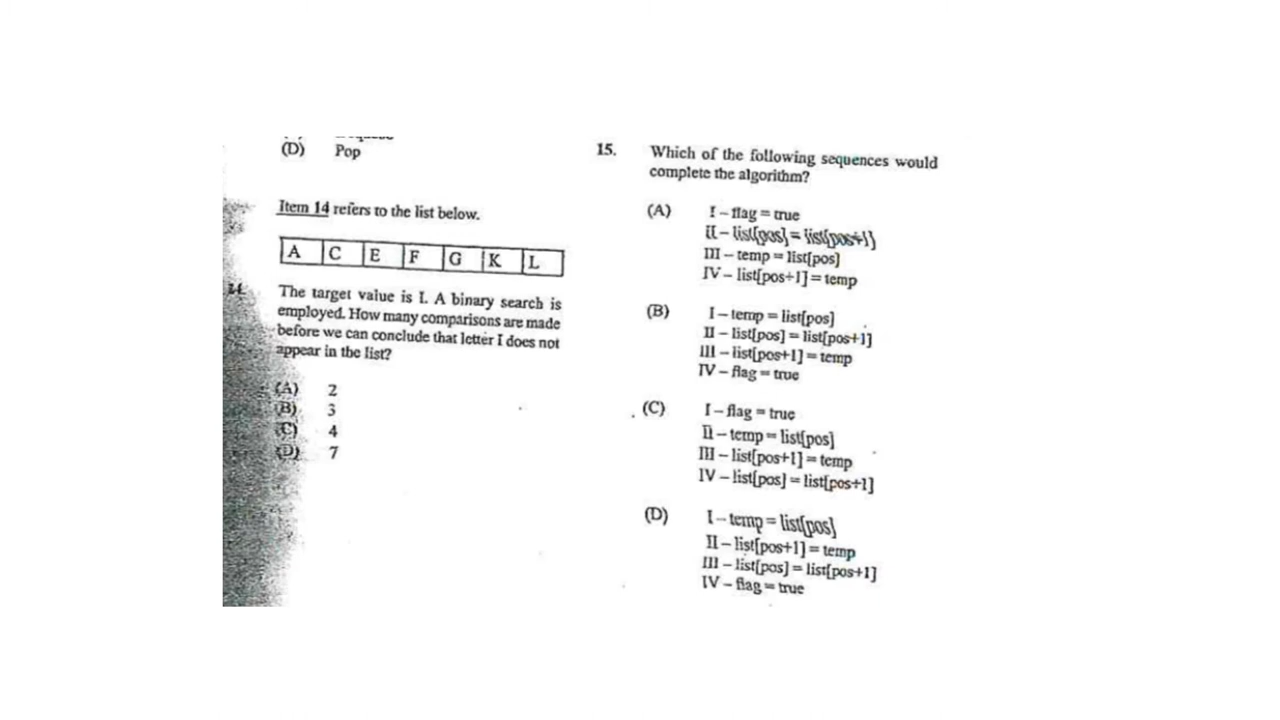 (D) Pop
Item 14 refers to the list below.
A C E F G K L
14. The target value is I. A binary search is
employed. How many comparisons are made
before we can conclude that letter I does not
appear in the list?
(A) 2
(B) 3
(C) 4
(D) 7
15. Which of the following sequences would
complete the algorithm?
(A) I – flag = true
II – list[pos] = list[pos+1]
III – temp = list[pos]
IV – list[pos+1] = temp
(B) I – temp = list[pos]
II – list[pos] = list[pos+1]
III – list[pos+1] = temp
IV – flag = true
(C) I – flag = true
II – temp = list[pos]
III – list[pos+1] = temp
IV – list[pos] = list[pos+1]
(D) I – temp = list[pos]
II – list[pos+1] = temp
III – list[pos] = list[pos+1]
IV – flag = true